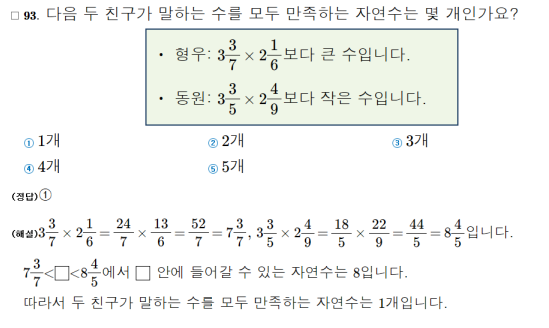 □ 93. 다음 두 친구가 말하는 수를 모두 만족하는 자연수는 몇 개인가요?
• 형우: 3 3/7 × 2 1/6 보다 큰 수입니다.
• 동원: 3 3/5 × 2 4/9 보다 작은 수입니다.
① 1개 ② 2개 ③ 3개
④ 4개 ⑤ 5개
(정답) ①
(해설) 3 3/7 × 2 1/6 = 24/7 × 13/6 = 52/7 = 7 3/7, 3 3/5 × 2 4/9 = 18/5 × 22/9 = 44/5 = 8 4/5 입니다.
7 3/7 < □ < 8 4/5 에서 □ 안에 들어갈 수 있는 자연수는 8입니다.
따라서 두 친구가 말하는 수를 모두 만족하는 자연수는 1개입니다.